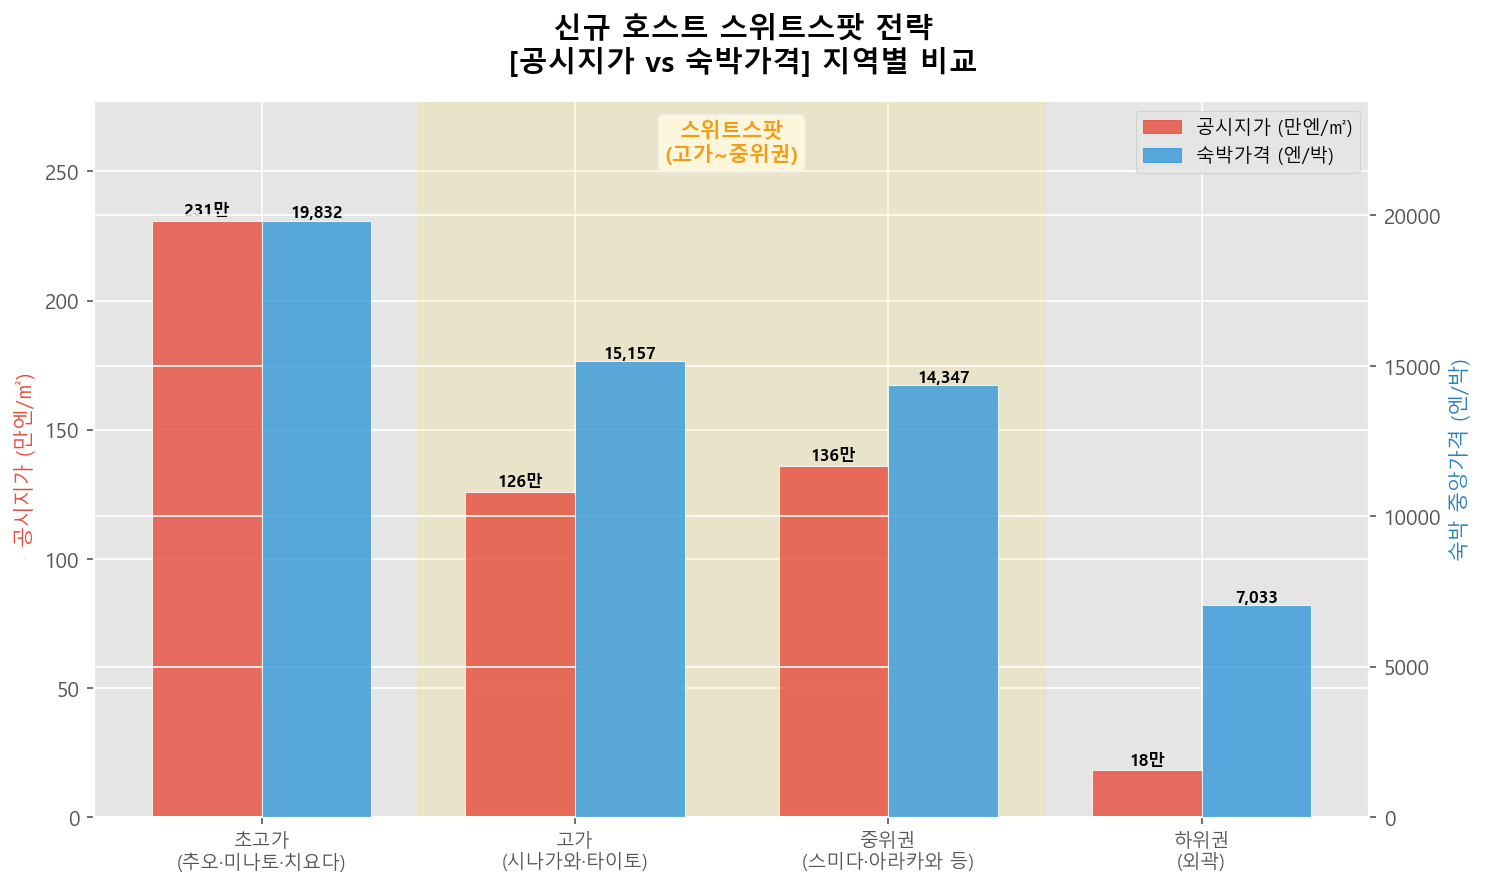 신규 호스트 스위트스팟 전략
[공시지가 vs 숙박가격] 지역별 비교
스위트스팟
(고가~중위권)
공시지가 (만엔/㎡)
숙박가격 (엔/박)
공시지가 (만엔/㎡)
250
200
150
100
50
0
231만
19,832
126만
15,157
136만
14,347
18만
7,033
20000
15000
10000
5000
0
숙박 중앙가격 (엔/박)
초고가
(추오·미나토·치요다)
고가
(시나가와·타이토)
중위권
(스미다·아라카와 등)
하위권
(외곽)